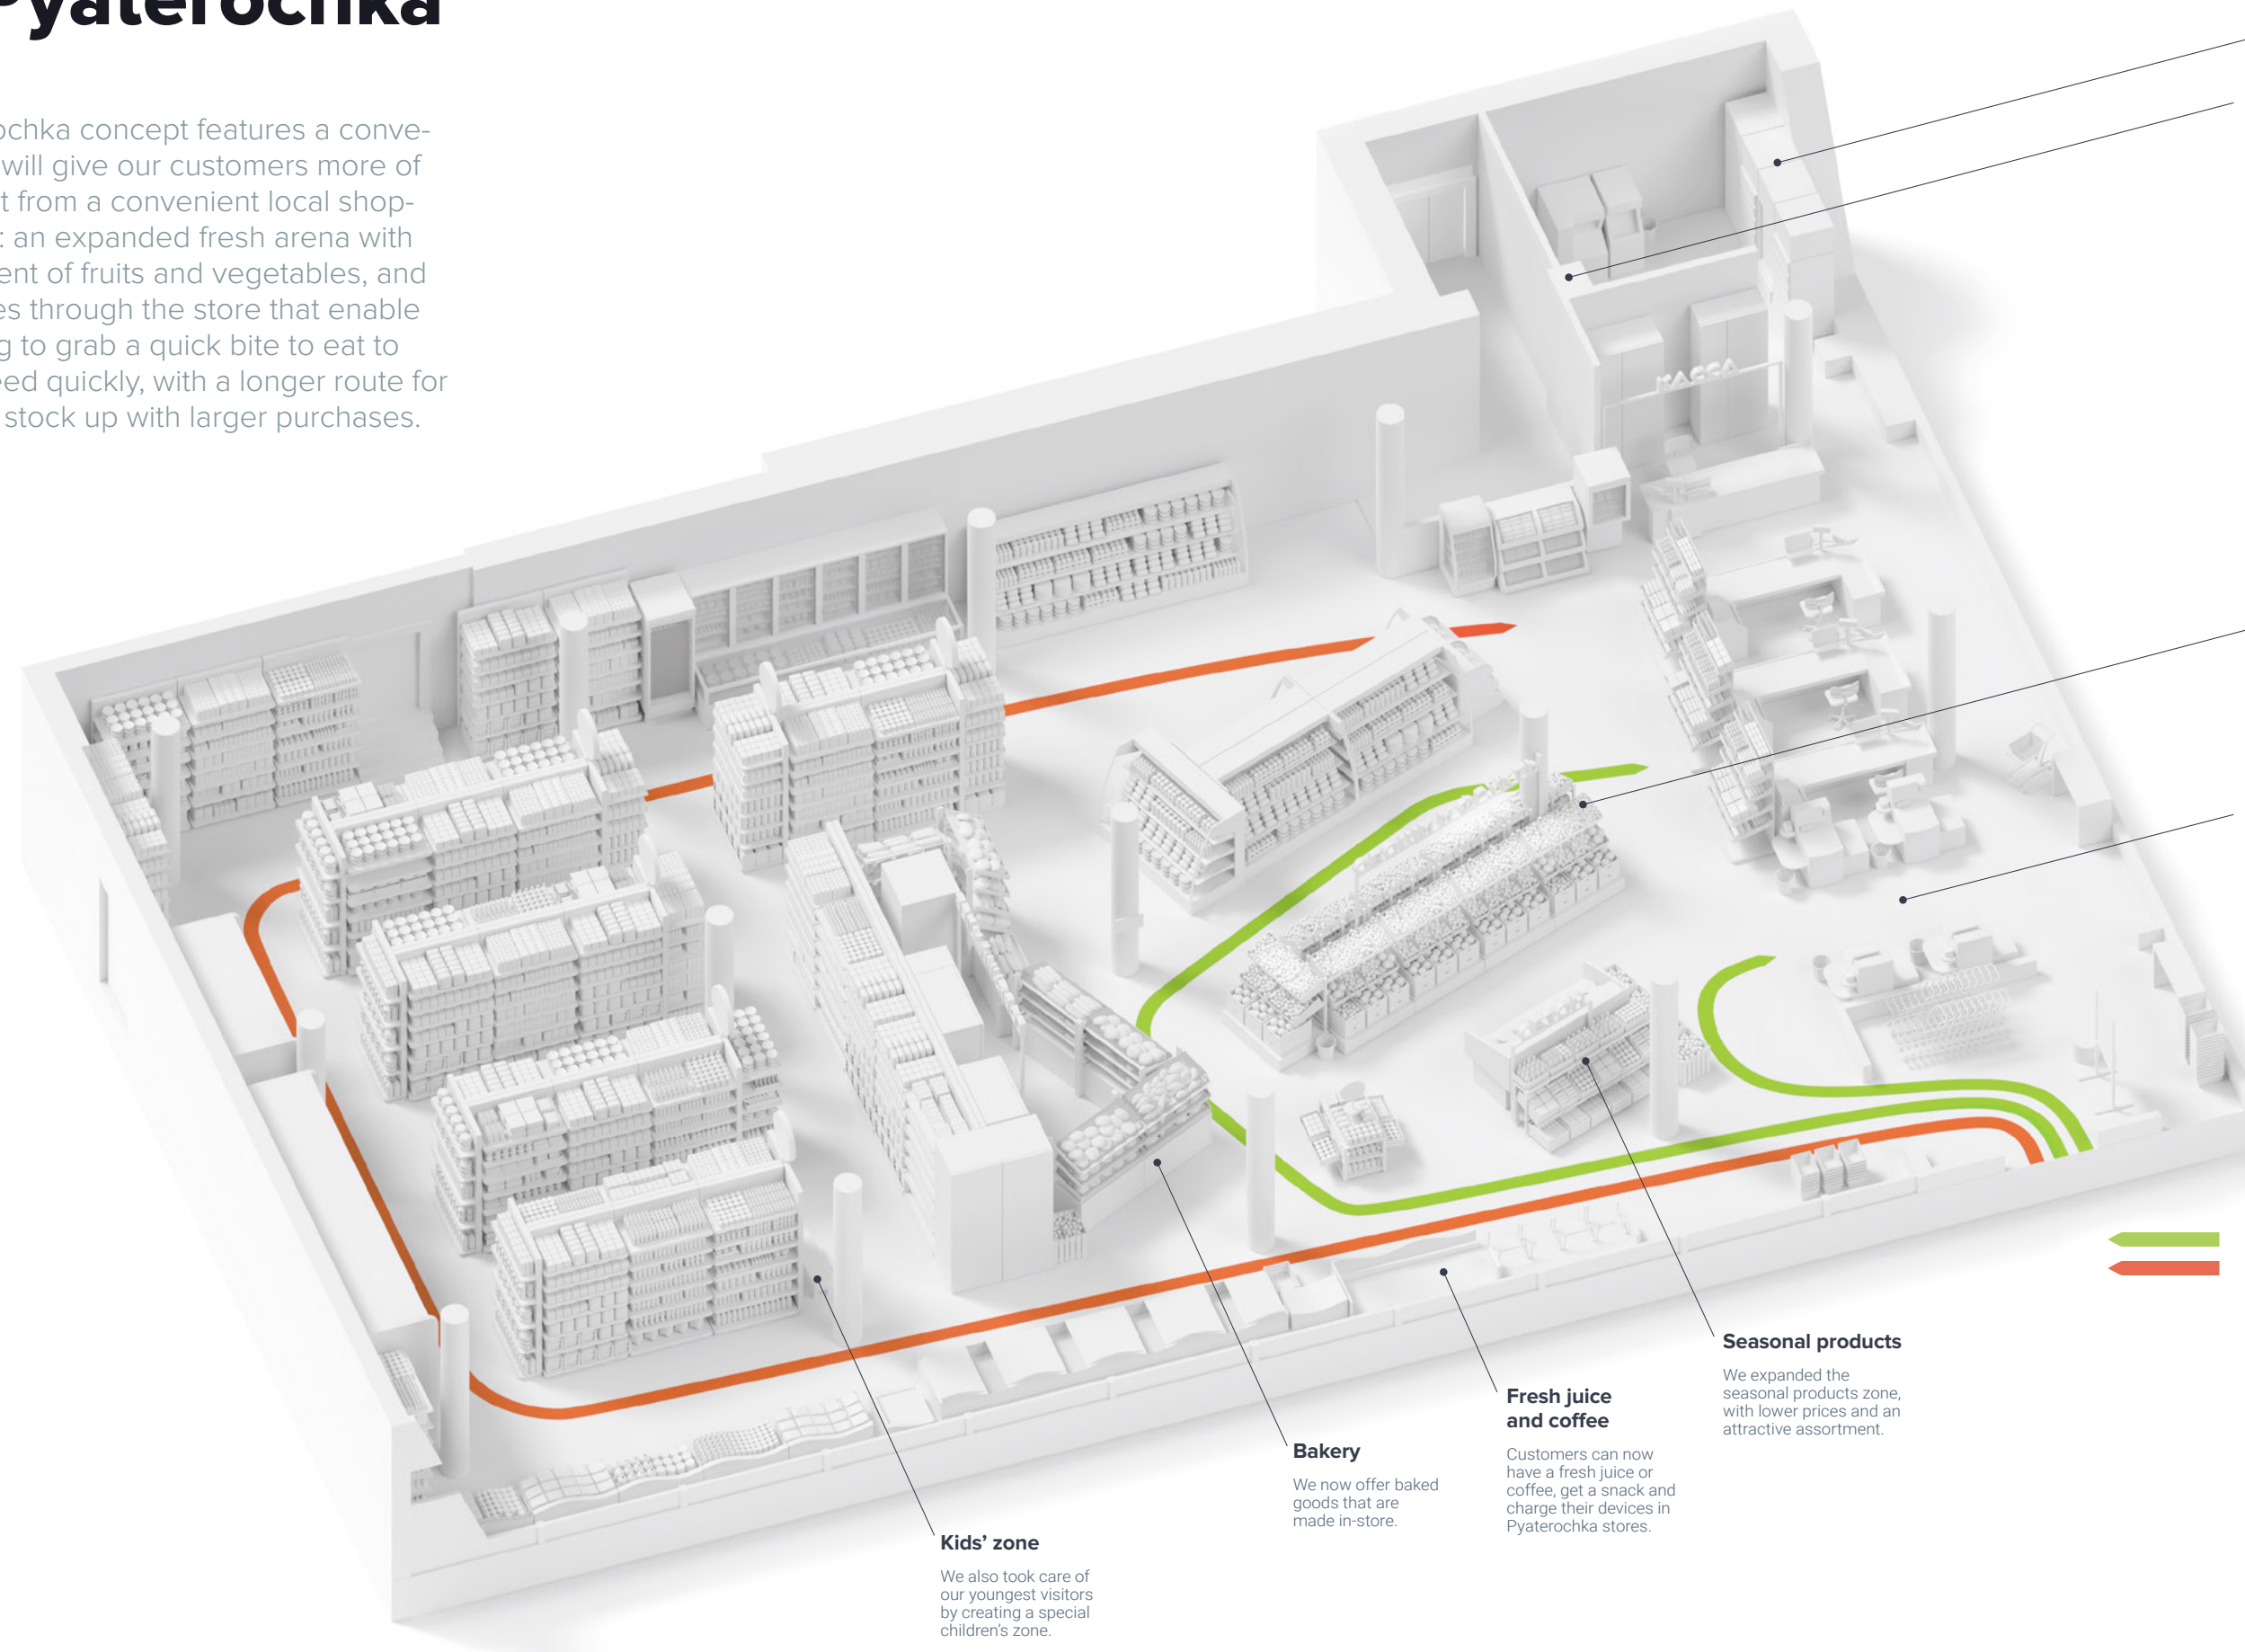 Pyaterochka
ochka concept features a conve-
will give our customers more of
t from a convenient local shop-
: an expanded fresh arena with
ent of fruits and vegetables, and
es through the store that enable
g to grab a quick bite to eat to
eed quickly, with a longer route for
stock up with larger purchases.
КАССА
Seasonal products
We expanded the
seasonal products zone,
with lower prices and an
attractive assortment.
Fresh juice
and coffee
Customers can now
have a fresh juice or
coffee, get a snack and
charge their devices in
Pyaterochka stores.
Bakery
We now offer baked
goods that are
made in-store.
Kids’ zone
We also took care of
our youngest visitors
by creating a special
children’s zone.